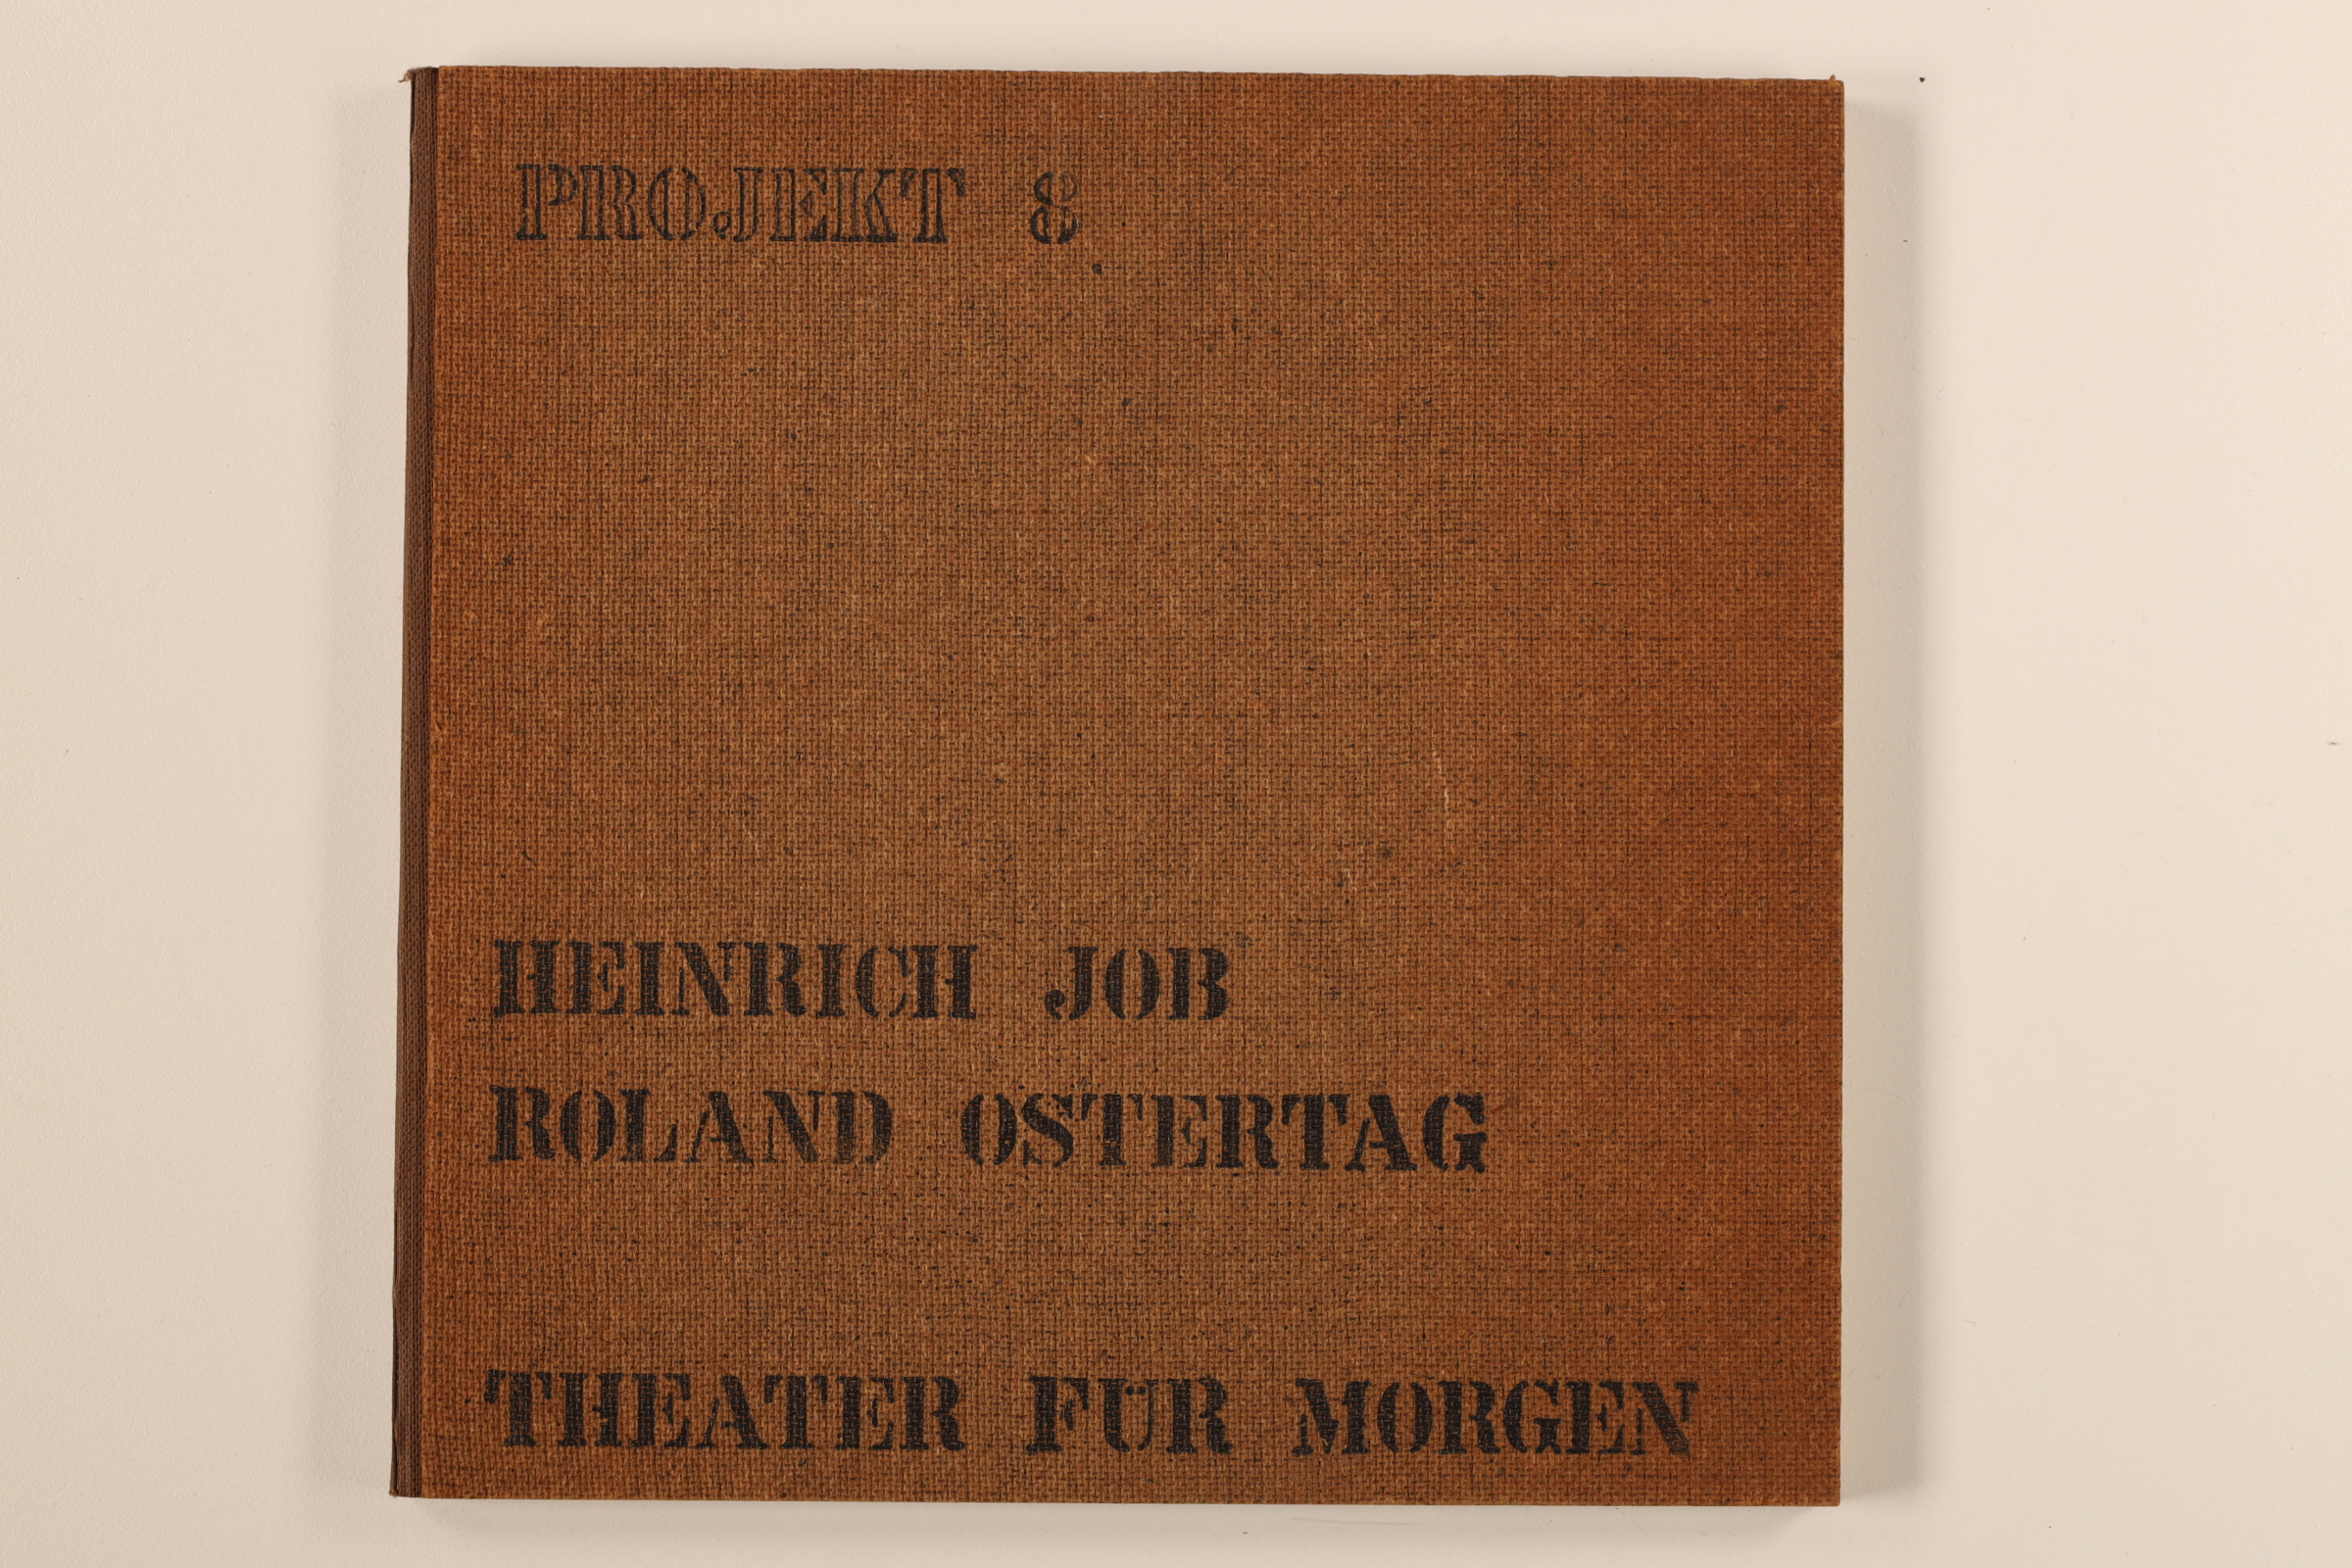 PROJEKT 8
HEINRICH JOB
ROLAND OSTERTAG
THEATER FÜR MORGEN